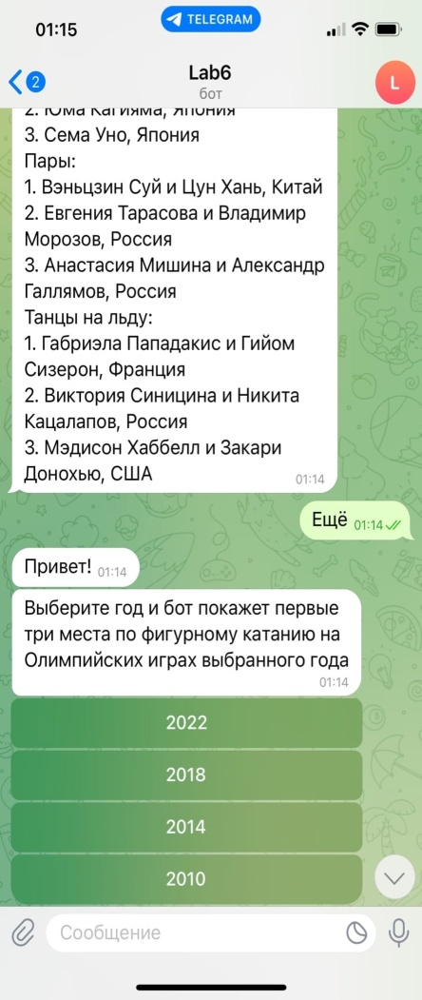 01:15
TELEGRAM
2
Lab6
бот
L
2. Юма Кагияма, Япония
3. Сема Уно, Япония
Пары:
1. Вэньцзин Суй и Цун Хань, Китай
2. Евгения Тарасова и Владимир
Морозов, Россия
3. Анастасия Мишина и Александр
Галлямов, Россия
Танцы на льду:
1. Габриэла Пападакис и Гийом
Сизерон, Франция
2. Виктория Синицина и Никита
Кацалапов, Россия
3. Мэдисон Хаббелл и Закари
Донохью, США
01:14
Ещё 01:14
Привет! 01:14
Выберите год и бот покажет первые
три места по фигурному катанию на
Олимпийских играх выбранного года
01:14
2022
2018
2014
2010
Сообщение